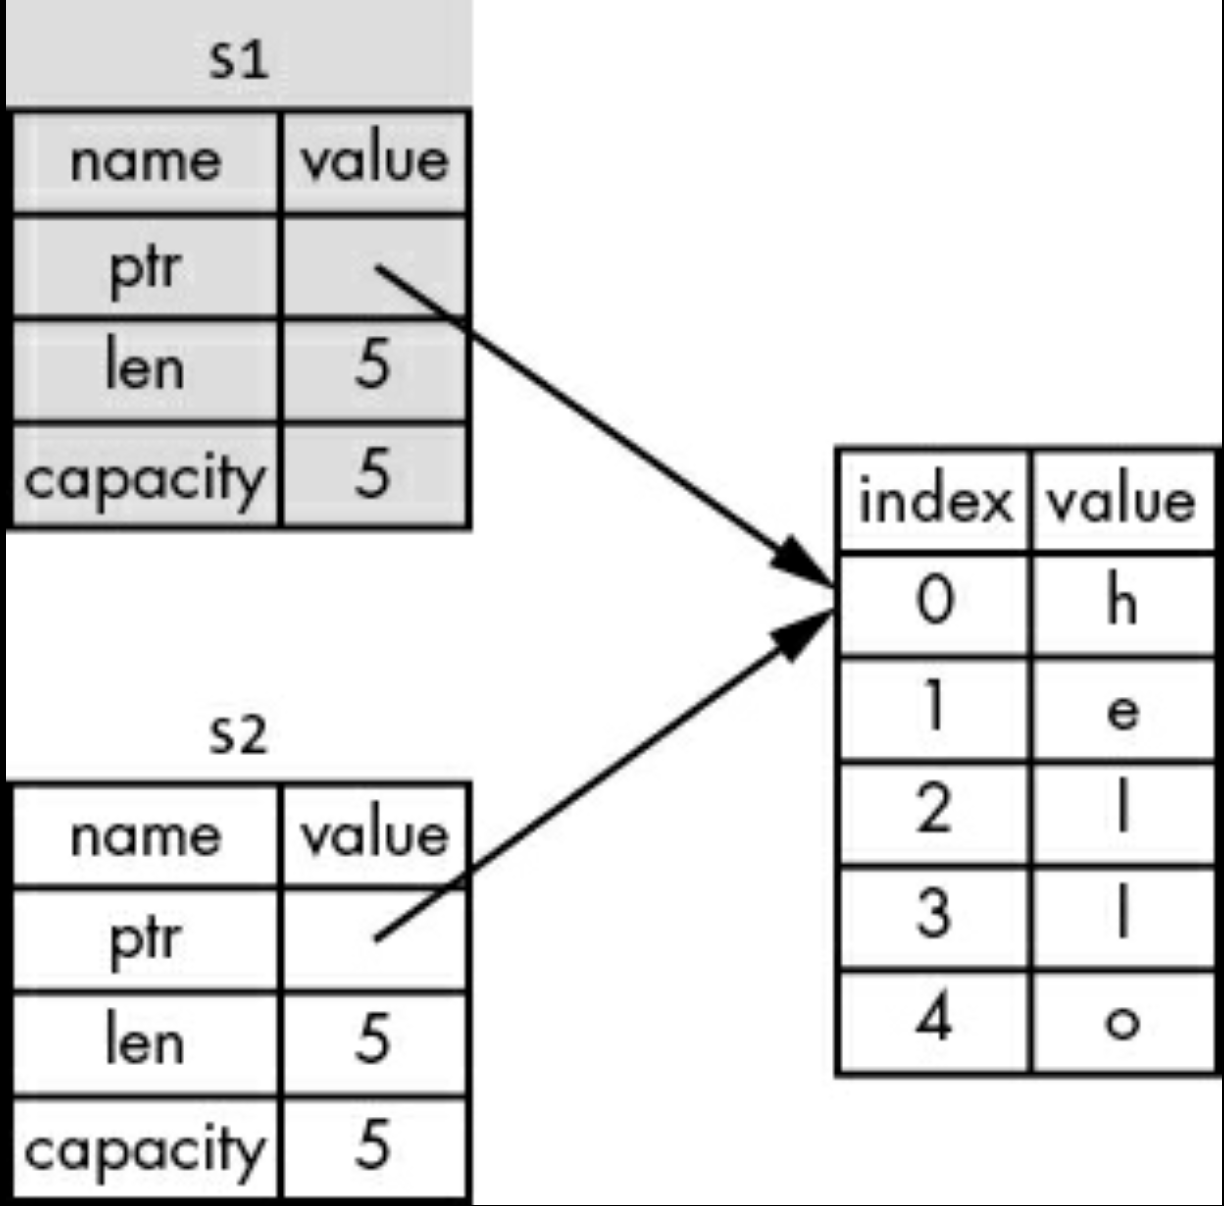 s1
name value
ptr
len 5
capacity 5
s2
name value
ptr
len 5
capacity 5
index value
0 h
1 e
2 l
3 l
4 o